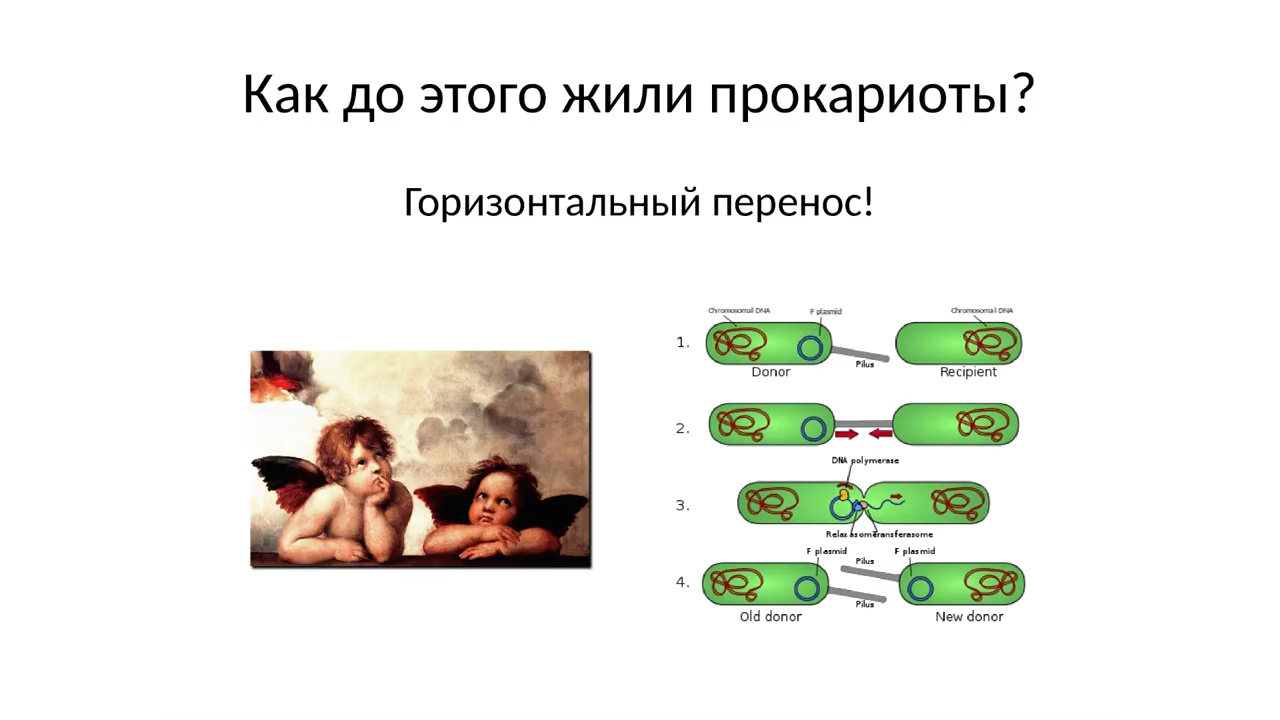 Как до этого жили прокариоты?
Горизонтальный перенос!
Chromosomal DNA F plasmid Chromosomal DNA
1.
Pilus
Donor Recipient
2.
DNA polymerase
3.
Relaxasome Transferasome
F plasmid F plasmid
Pilus
4.
Pilus
Old donor New donor